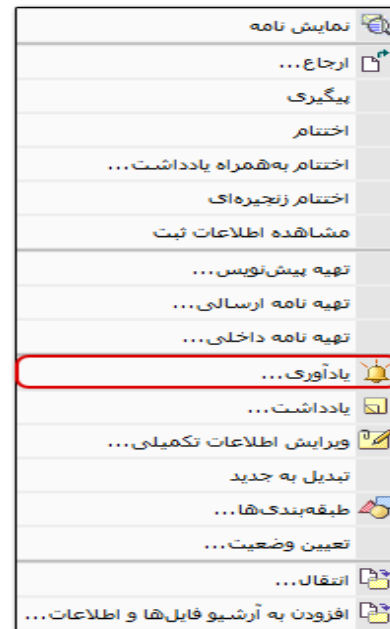 نمایش نامه
ارجاع...
پیگیری
اختتام
اختتام به‌همراه یادداشت...
اختتام زنجیره‌ای
مشاهده اطلاعات ثبت
تهیه پیش‌نویس...
تهیه نامه ارسالی...
تهیه نامه داخلی...
یادآوری...
یادداشت...
ویرایش اطلاعات تکمیلی...
تبدیل به جدید
طبقه‌بندی‌ها...
تعیین وضعیت...
انتقال...
افزودن به آرشیو فایل‌ها و اطلاعات...